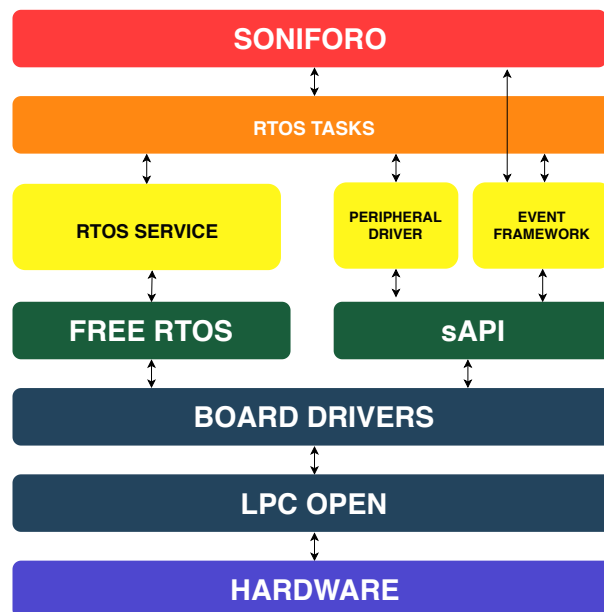 SONIFORO
RTOS TASKS
RTOS SERVICE
PERIPHERAL
DRIVER
EVENT
FRAMEWORK
FREE RTOS
sAPI
BOARD DRIVERS
LPC OPEN
HARDWARE